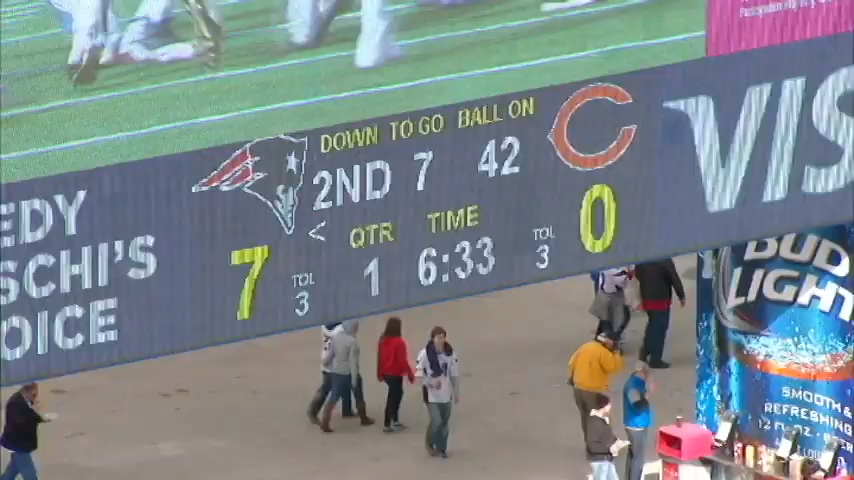 DOWN TO GO BALL ON
2ND 7 42
< QTR TIME
7 TOL 3 1 6:33 TOL 3 0
EDY
SCHI'S
OICE
VIS
BUD
LIGHT
SMOOTH &
REFRESHING